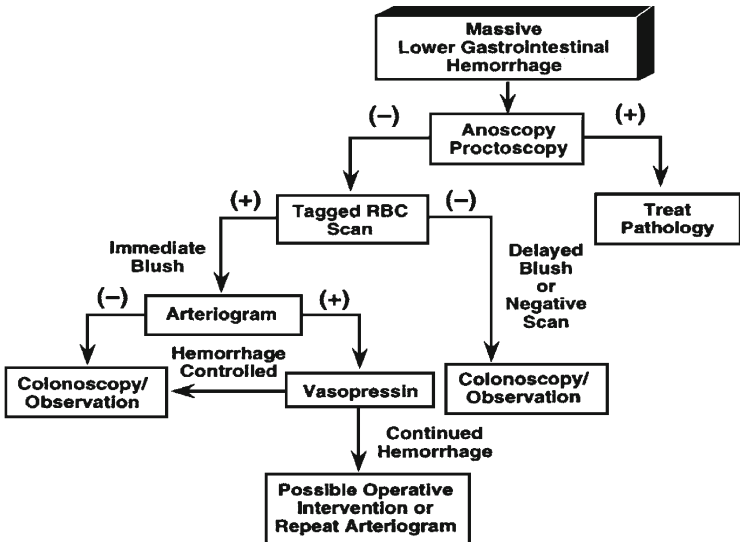 Massive
Lower Gastrointestinal
Hemorrhage
(−)
Anoscopy
Proctoscopy
(+)
(+)
Tagged RBC
Scan
(−)
Treat
Pathology
Immediate
Blush
Delayed
Blush
or
Negative
Scan
(−)
Arteriogram
(+)
Hemorrhage
Controlled
Colonoscopy/
Observation
Vasopressin
Colonoscopy/
Observation
Continued
Hemorrhage
Possible Operative
Intervention or
Repeat Arteriogram